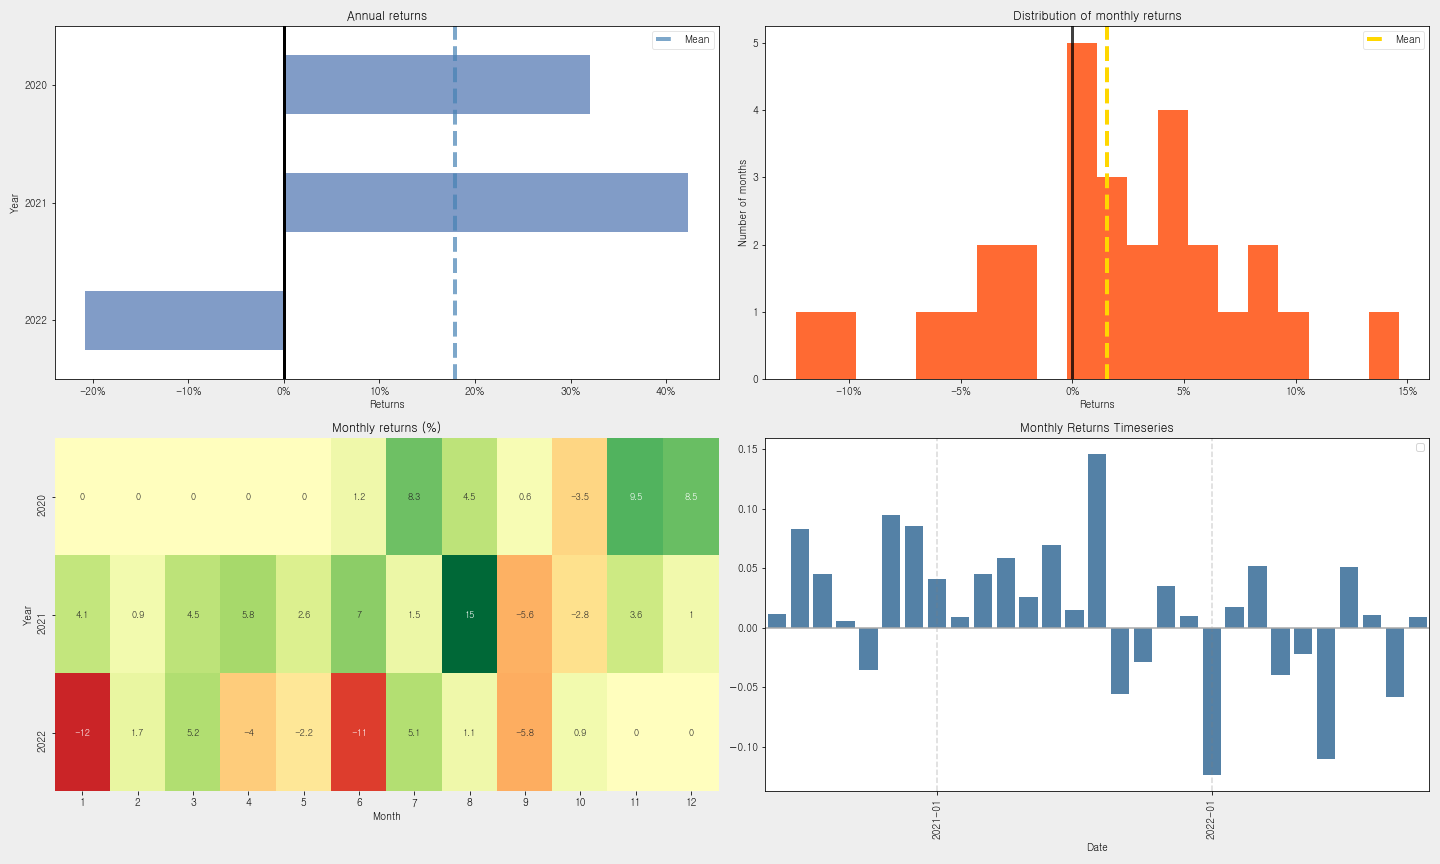 Annual returns
Mean
2020
2021
2022
Year
−20% −10% 0% 10% 20% 30% 40%
Returns
Distribution of monthly returns
Mean
5
4
3
2
1
0
Number of months
−10% −5% 0% 5% 10% 15%
Returns
Monthly returns (%)
2020 0 0 0 0 0 1.2 8.3 4.5 0.6 −3.5 9.5 8.5
2021 4.1 0.9 4.5 5.8 2.6 7 1.5 15 −5.6 −2.8 3.6 1
2022 −12 1.7 5.2 −4 −2.2 −11 5.1 1.1 −5.8 0.9 0 0
Year
1 2 3 4 5 6 7 8 9 10 11 12
Month
Monthly Returns Timeseries
0.15
0.10
0.05
0.00
−0.05
−0.10
2021-01 2022-01
Date